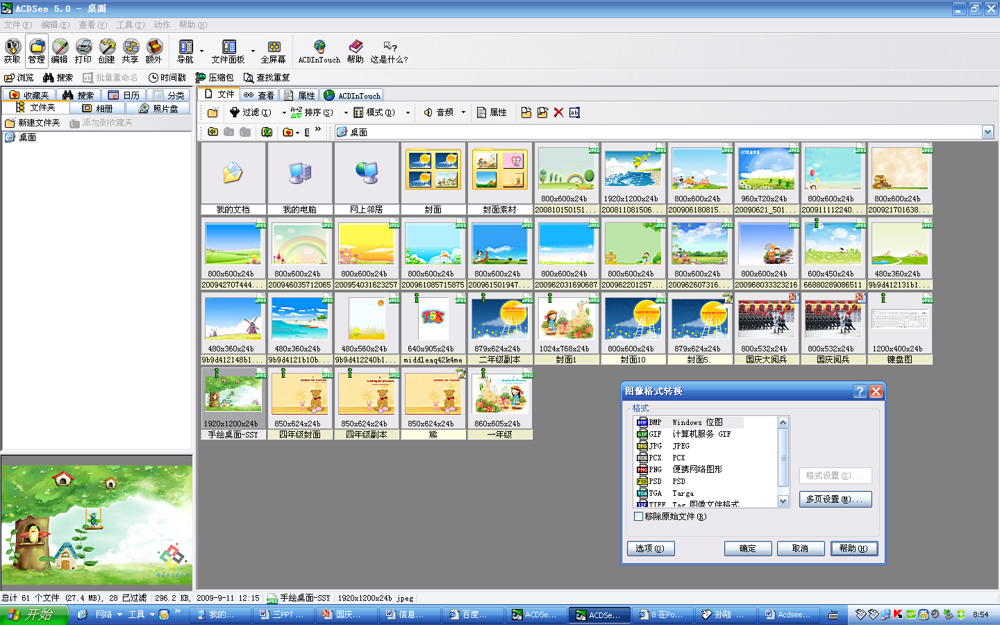 ACDSee 5.0 - 桌面
文件(F) 编辑(E) 查看(V) 工具(T) 动作 帮助(H)
获取 管理 编辑 打印 创建 共享 额外 导航 文件面板 全屏幕 ACDInTouch 帮助 这是什么?
浏览 搜索 批量重命名 时间戳 压缩包 查找重复
收藏夹 搜索 日历 分类
文件夹 相册 照片盘
新建文件夹 添加到收藏夹
桌面
文件 查看 属性 ACDInTouch
过滤(I) 排序(S) 模式(D) 音频 属性
桌面
800x600x24b 1920x1200x24b 800x600x24b 960x720x24b 800x600x24b 800x600x24b
我的文档 我的电脑 网上邻居 封面 封面素材 200810150151... 200811081506... 200906180815... 20090621_501... 200911112240... 200921701638...
800x600x24b 800x600x24b 800x600x24b 800x600x24b 800x600x24b 800x600x24b 800x600x24b 800x600x24b 800x600x24b 600x450x24b 480x360x24b
200942707444... 200946035712065 200954031623257 200961085715875 200961501947... 200962031690687 200962201257... 200962607316... 200968033323216 66880289086511 9b9d412131b1...
480x360x24b 480x360x24b 480x560x24b 640x905x24b 879x624x24b 1024x768x24b 800x600x24b 879x624x24b 800x532x24b 800x532x24b 1200x400x24b
9b9d412148b1... 9b9d4121b10b... 9b9d412240b1... middleaq42k4me 二年级副本 封面1 封面10 封面5. 国庆大阅兵 国庆阅兵 键盘图
1920x1200x24b 850x624x24b 850x624x24b 850x624x24b 860x605x24b
手绘桌面-SSY 四年级封面 四年级副本 熊 一年级
图像格式转换
格式
BMP Windows 位图
GIF 计算机服务 GIF
JPG JPEG
PCX PCX
PNG 便携网络图形
PSD PSD
TGA Targa
TIFF Tag 图像文件格式
格式设置(S)...
多页设置(M)...
移除原始文件(R)
选项(O) 确定 取消 帮助(H)
总计 61 个文件 (27.4 MB), 28 已过滤 296.2 KB, 2009-9-11 12:15 手绘桌面-SSY 1920x1200x24b jpeg
开始 网络 工具 » 我的... 三PPT ... 国庆... 信息... 百度... ACDSe... ACDSe... 8 在Po... 孙陆 ... Acdsee... 8:54